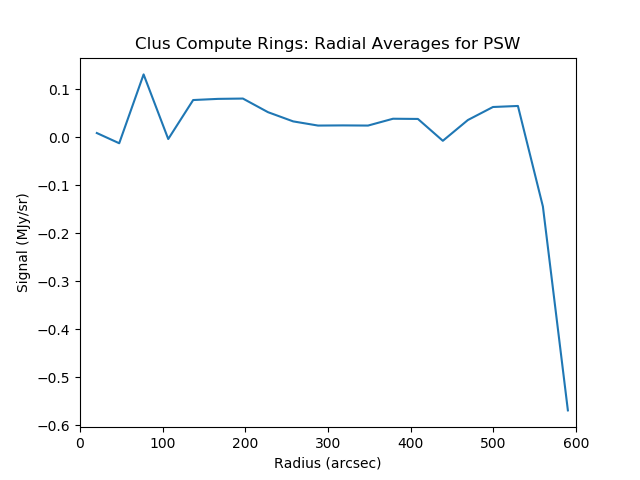 Clus Compute Rings: Radial Averages for PSW
Signal (MJy/sr)
0.1
0.0
−0.1
−0.2
−0.3
−0.4
−0.5
−0.6
0 100 200 300 400 500 600
Radius (arcsec)